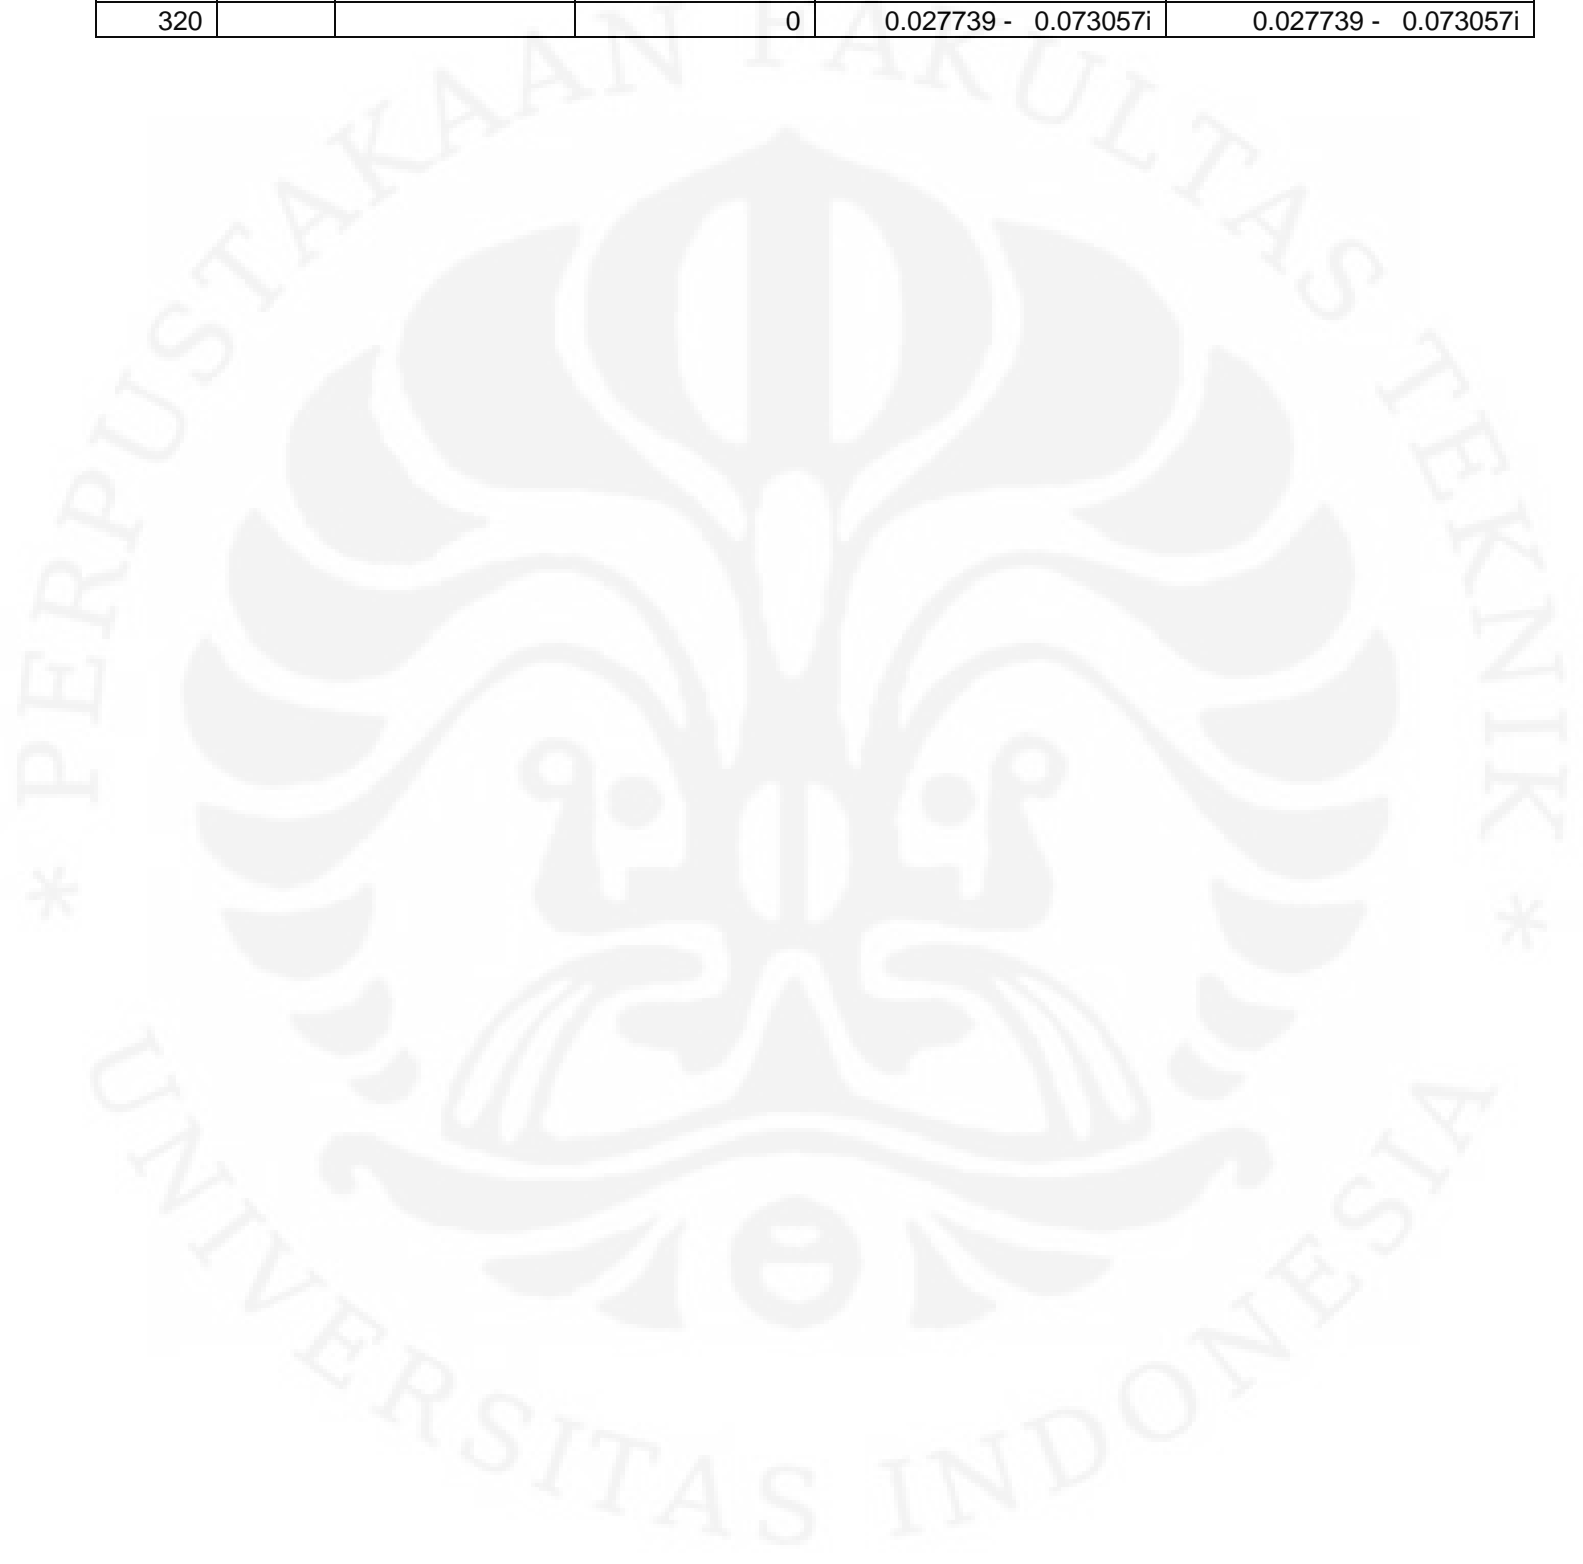 320 0 0.027739 - 0.073057i 0.027739 - 0.073057i
PERPUSTAKAAN FAKULTAS TEKNIK
* *
UNIVERSITAS INDONESIA